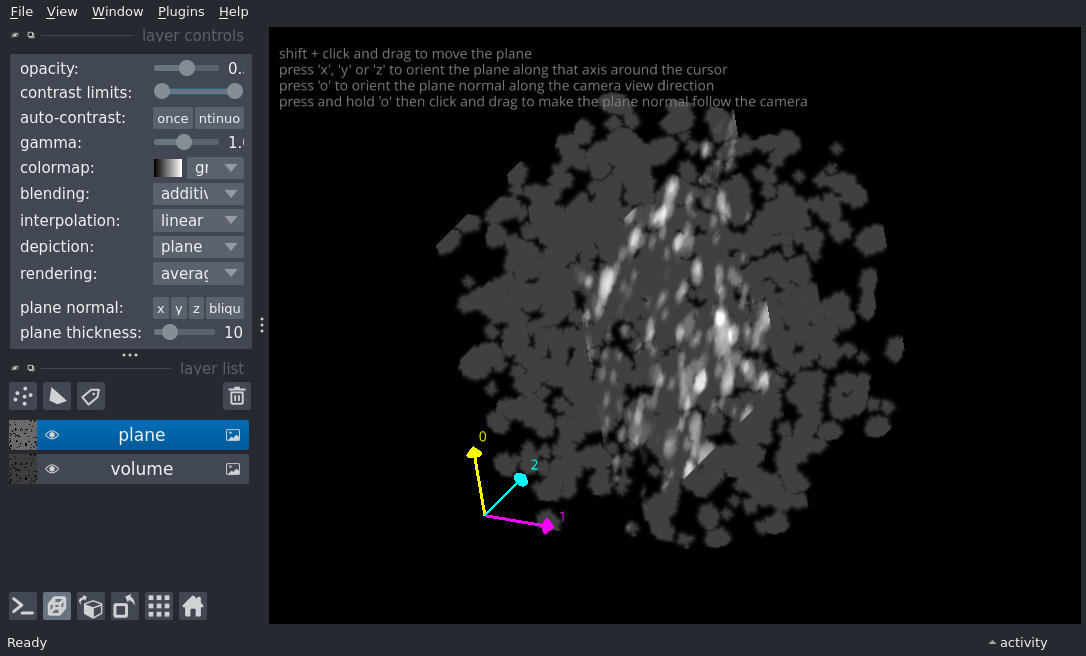 File View Window Plugins Help
layer controls
opacity: 0.
contrast limits:
auto-contrast: once ntinuo
gamma: 1.
colormap: gr
blending: additiv
interpolation: linear
depiction: plane
rendering: averag
plane normal: x y z bliqu
plane thickness: 10
layer list
plane
volume
shift + click and drag to move the plane
press 'x', 'y' or 'z' to orient the plane along that axis around the cursor
press 'o' to orient the plane normal along the camera view direction
press and hold 'o' then click and drag to make the plane normal follow the camera
0
2
1
Ready
activity